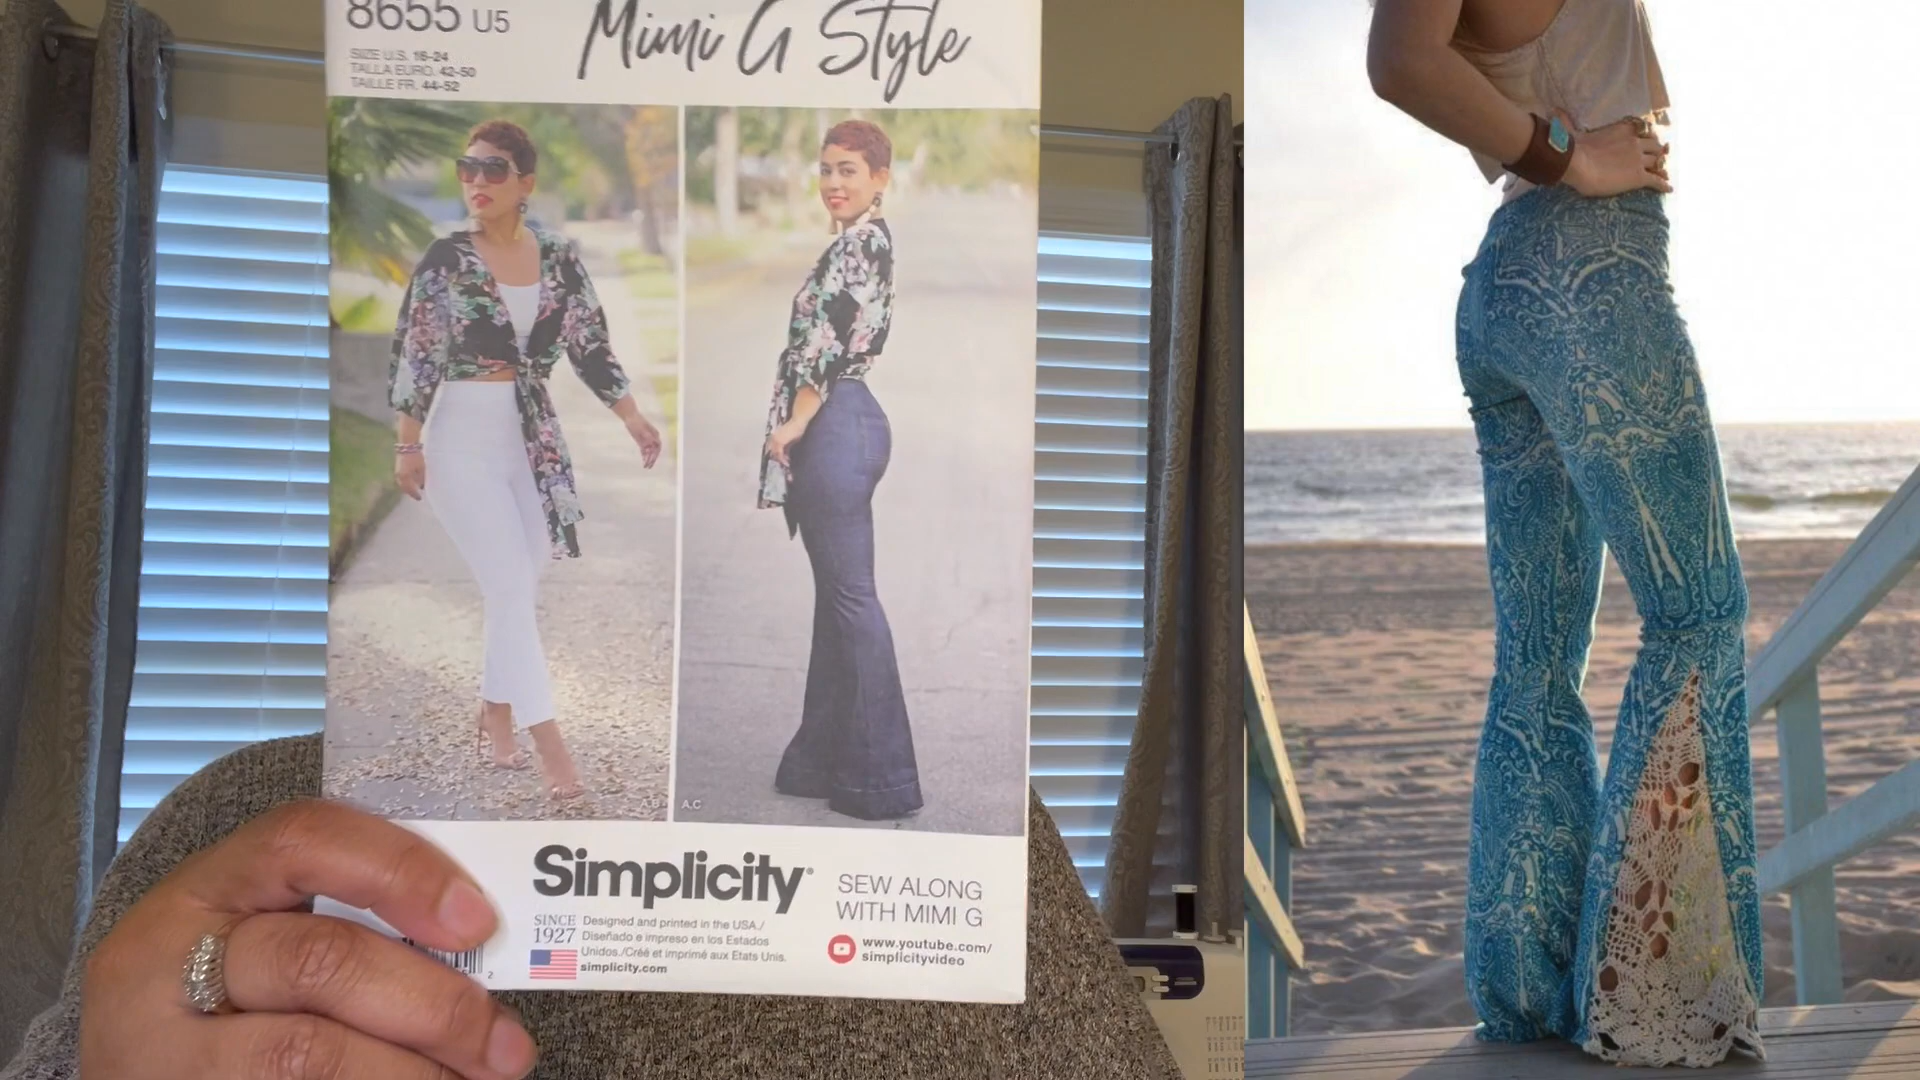 8655 U5
Mimi G Style
SIZE U.S. 16-24
TALLA EURO. 42-50
TAILLE FR. 44-52
A,B
A,C
Simplicity®
SEW ALONG
WITH MIMI G
SINCE
1927
Designed and printed in the USA./
Diseñado e impreso en los Estados
Unidos./Créé et imprimé aux Etats Unis.
simplicity.com
www.youtube.com/
simplicityvideo
2